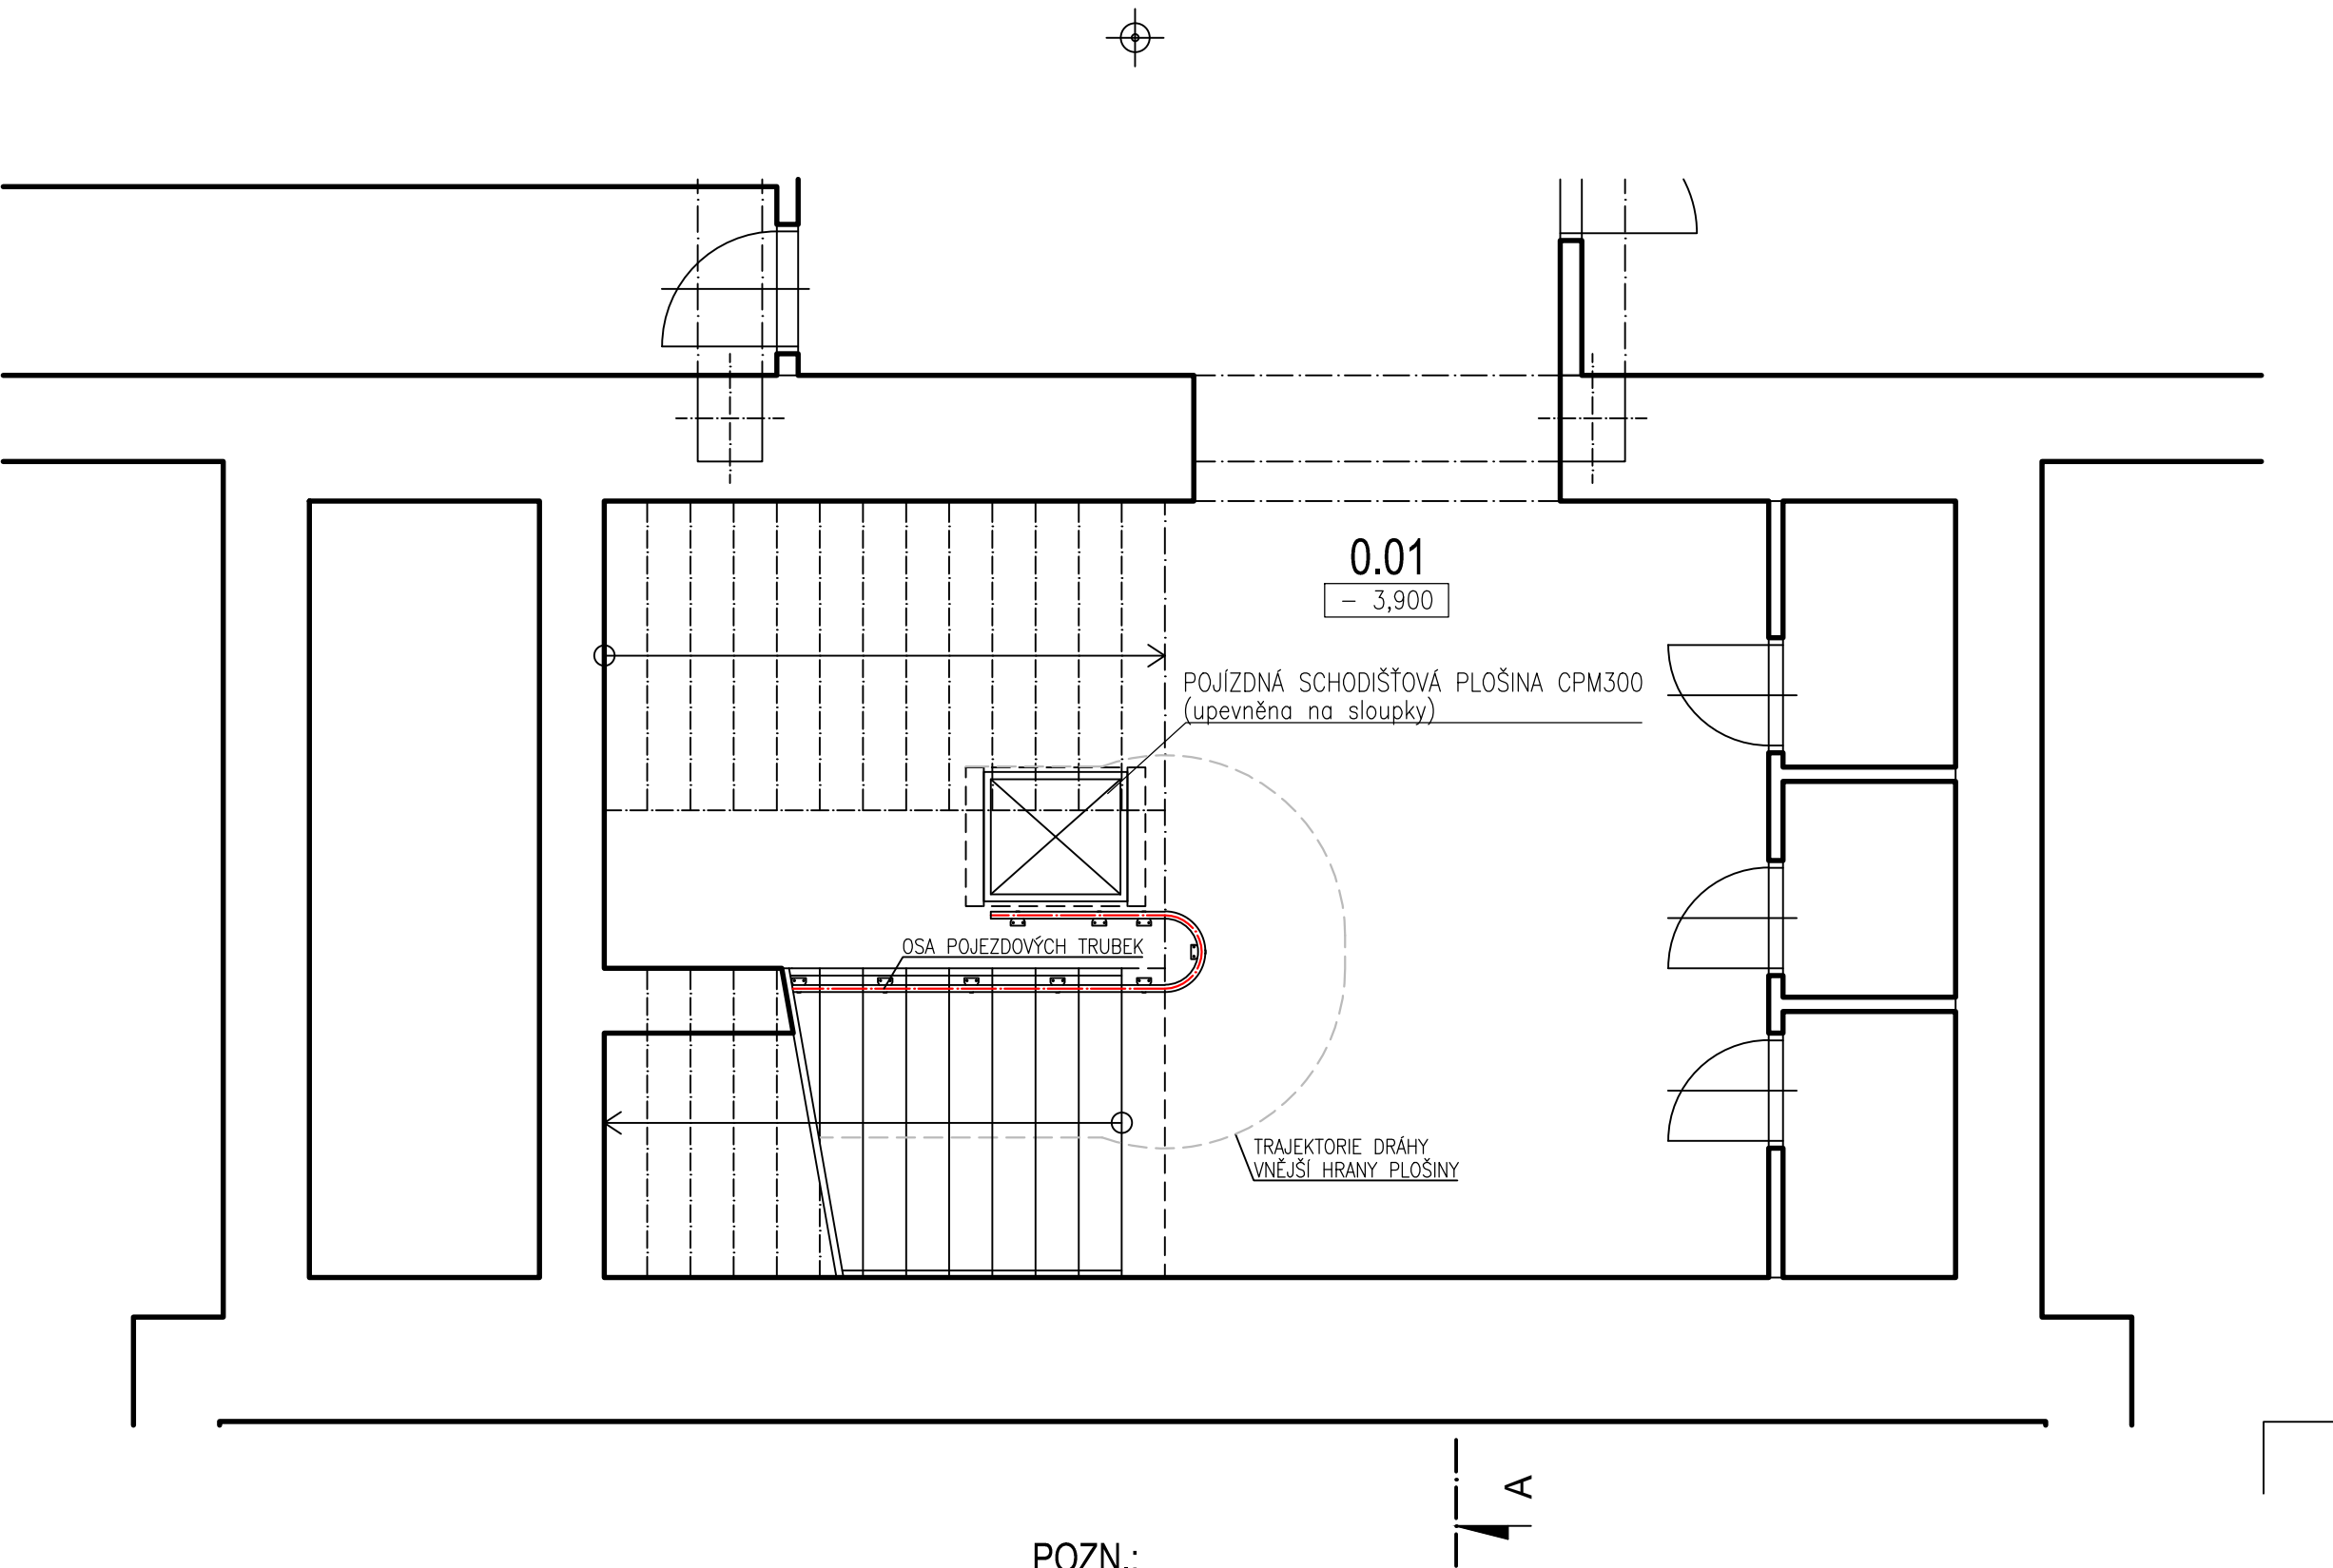 0.01
- 3,900
POJÍZDNÁ SCHODIŠŤOVÁ PLOŠINA CPM300
(upevněna na sloupky)
OSA POJEZDOVÝCH TRUBEK
TRAJEKTORIE DRÁHY
VNĚJŠÍ HRANY PLOŠINY
A
POZN.: